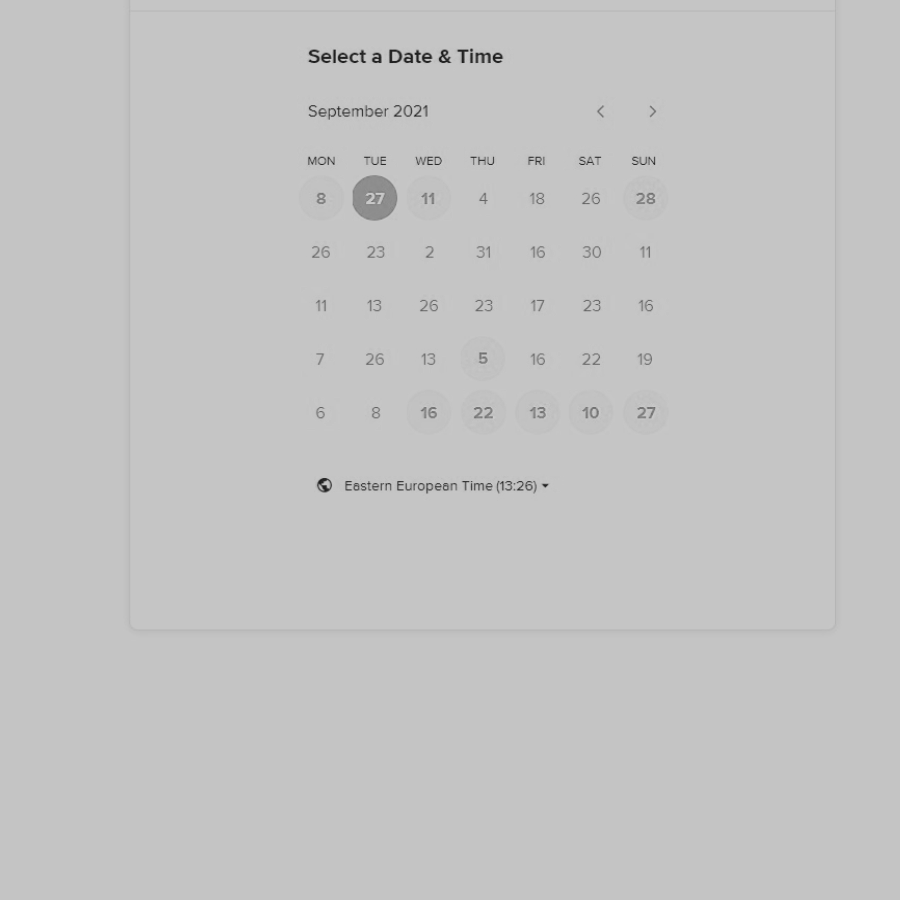 Select a Date & Time
September 2021
MON TUE WED THU FRI SAT SUN
8 27 11 4 18 26 28
26 23 2 31 16 30 11
11 13 26 23 17 23 16
7 26 13 5 16 22 19
6 8 16 22 13 10 27
Eastern European Time (13:26)